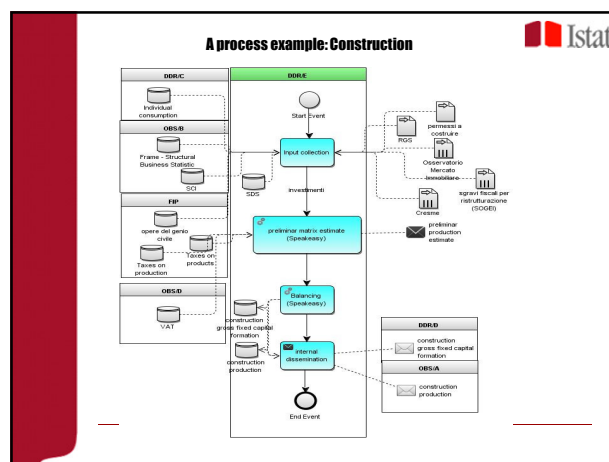 A process example: Construction
Istat
DDR/C
Individual
consumption
OBS/B
Frame - Structural
Business Statistic
SCI
FIP
opere del genio
civile
Taxes on
production
Taxes on
products
OBS/D
VAT
DDR/E
Start Event
Input collection
SDS
investimenti
preliminar matrix estimate
(Speakeasy)
Balancing
(Speakeasy)
construction
gross fixed capital
formation
construction
production
internal
dissemination
End Event
RGS
permessi a
costruire
Osservatorio
Mercato
Immobiliare
sgravi fiscali per
ristrutturazione
(SOGEI)
Cresme
preliminar
production
estimate
DDR/D
construction
gross fixed capital
formation
OBS/A
construction
production